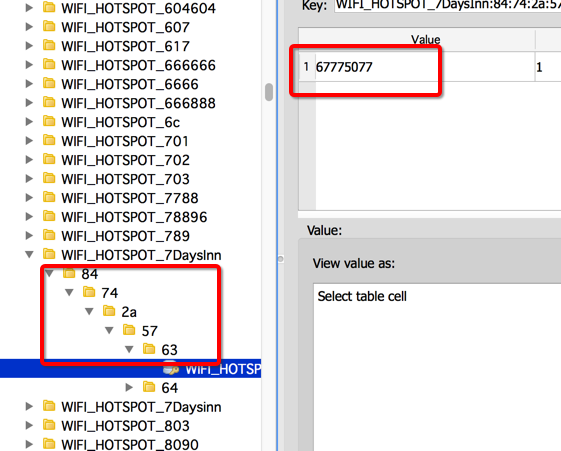 WIFI_HOTSPOT_604604
WIFI_HOTSPOT_607
WIFI_HOTSPOT_617
WIFI_HOTSPOT_666666
WIFI_HOTSPOT_6666
WIFI_HOTSPOT_666888
WIFI_HOTSPOT_6c
WIFI_HOTSPOT_701
WIFI_HOTSPOT_702
WIFI_HOTSPOT_703
WIFI_HOTSPOT_7788
WIFI_HOTSPOT_78896
WIFI_HOTSPOT_789
WIFI_HOTSPOT_7DaysInn
84
74
2a
57
63
WIFI_HOTSP
64
WIFI_HOTSPOT_7Daysinn
WIFI_HOTSPOT_803
WIFI_HOTSPOT_8090
Key: WIFI_HOTSPOT_7DaysInn:84:74:2a:57
Value
1 67775077 1
Value:
View value as:
Select table cell